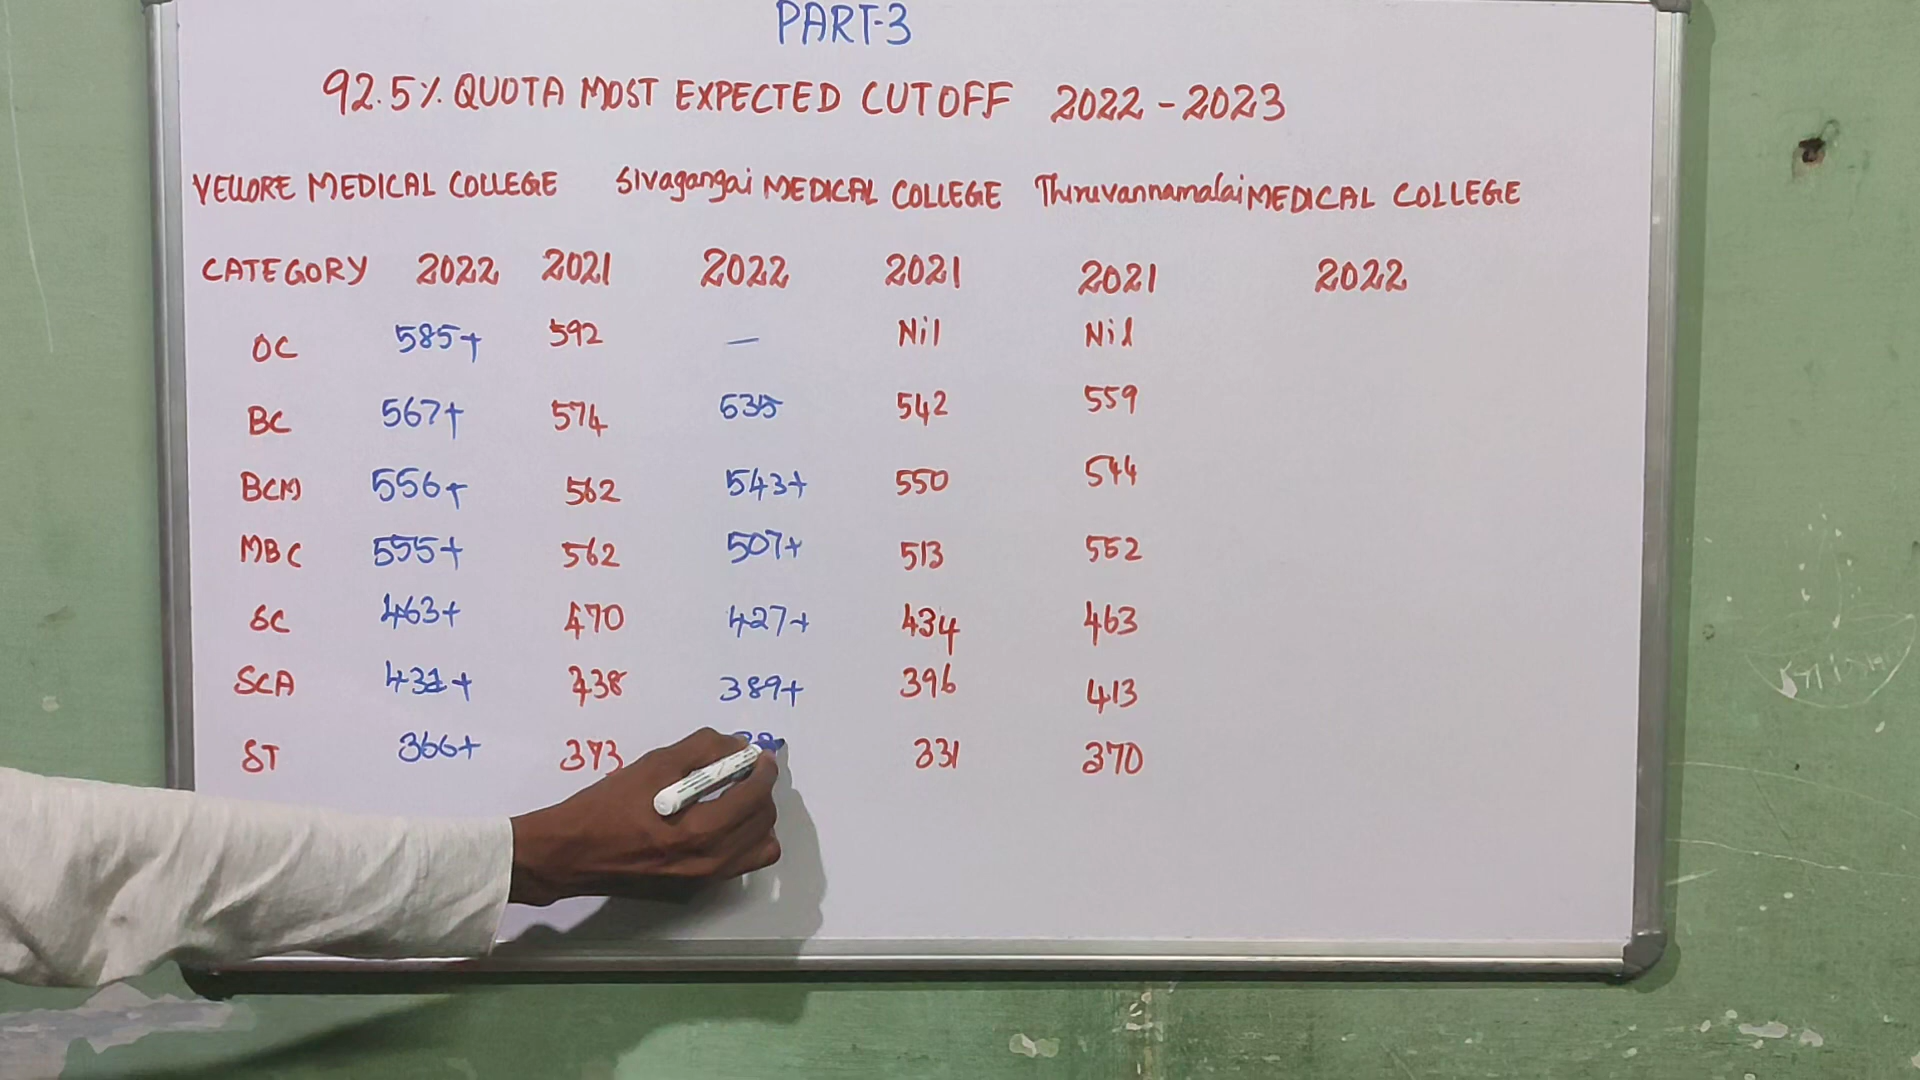 PART-3
92.5% QUOTA MOST EXPECTED CUTOFF 2022 - 2023
VELLORE MEDICAL COLLEGE Sivagangai MEDICAL COLLEGE Thiruvannamalai MEDICAL COLLEGE
CATEGORY 2022 2021 2022 2021 2021 2022
OC 585+ 592 — Nil Nil
BC 567+ 574 535 542 559
BCM 556+ 562 543+ 550 544
MBC 555+ 562 507+ 513 552
SC 463+ 470 427+ 434 463
SCA 431+ 438 389+ 396 413
ST 366+ 373 331 370